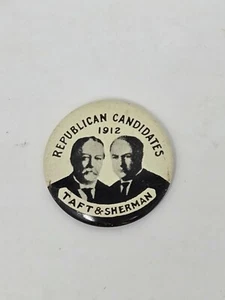 REPUBLICAN CANDIDATES
1912
TAFT & SHERMAN